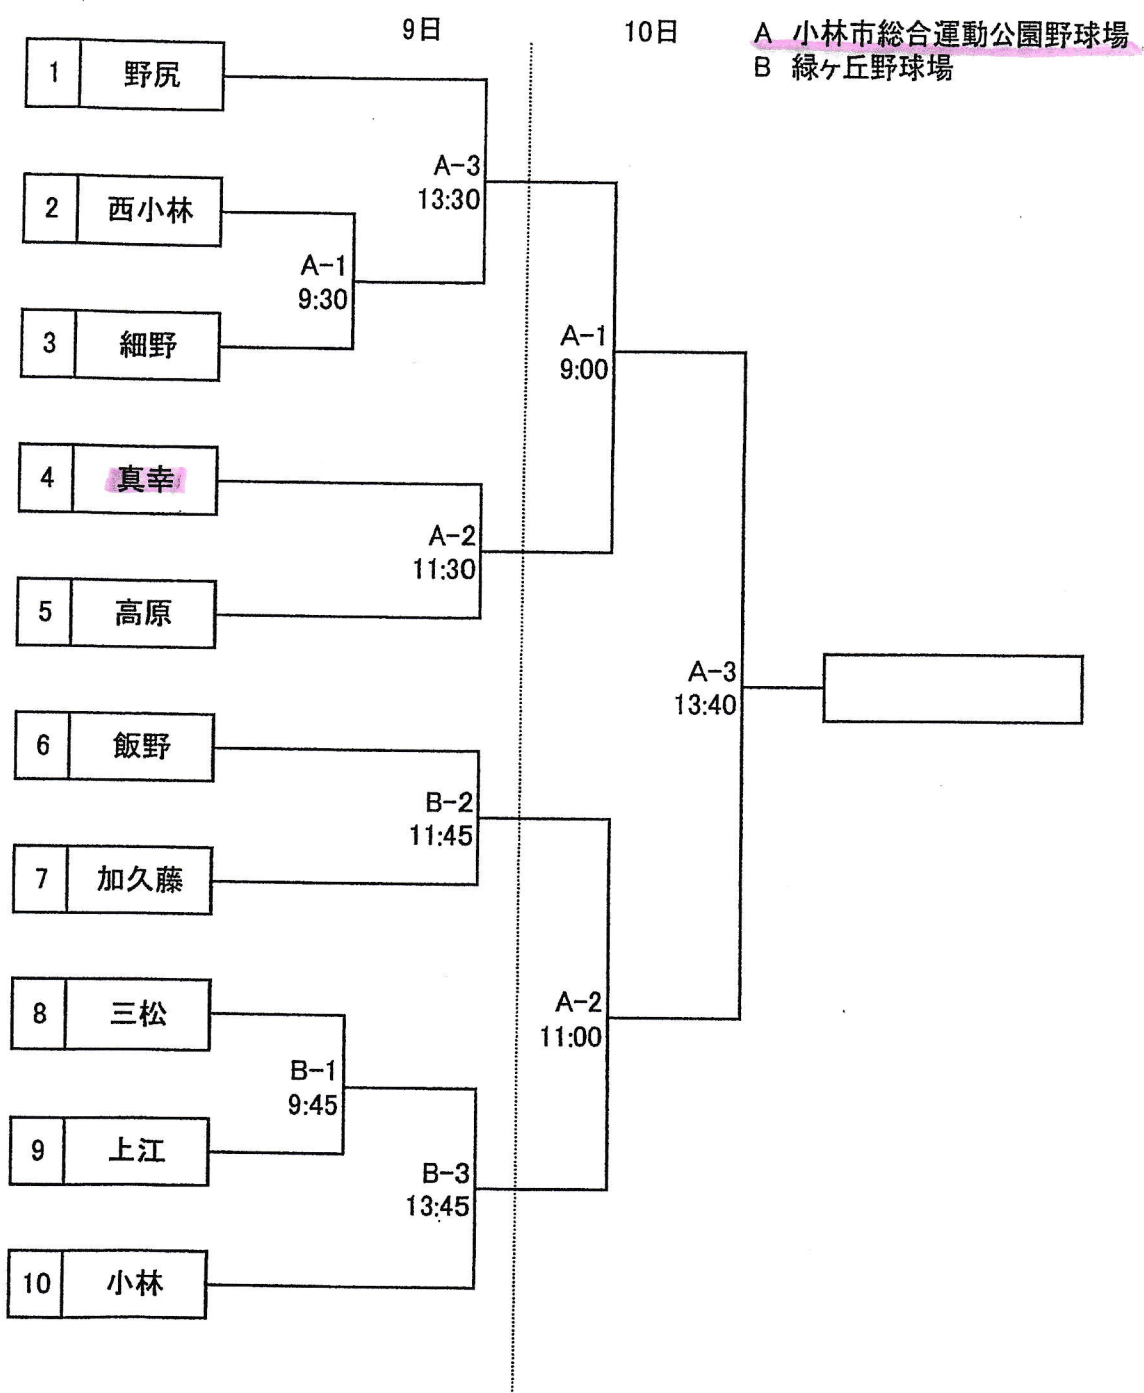 9日
10日
A 小林市総合運動公園野球場
B 緑ヶ丘野球場
1 野尻
A-3
13:30
2 西小林
A-1
9:30
3 細野
A-1
9:00
4 真幸
A-2
11:30
5 高原
A-3
13:40
6 飯野
B-2
11:45
7 加久藤
8 三松
A-2
11:00
B-1
9:45
9 上江
B-3
13:45
10 小林